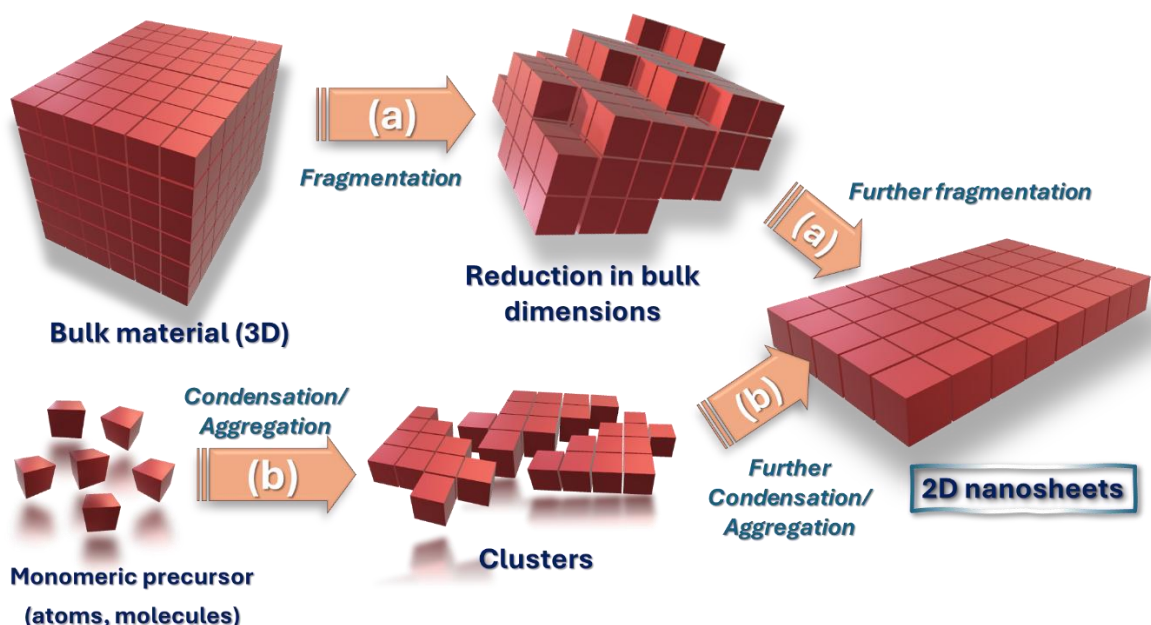 (a)
Fragmentation
Bulk material (3D)
Reduction in bulk
dimensions
(a)
Further fragmentation
Condensation/
Aggregation
(b)
Monomeric precursor
(atoms, molecules)
Clusters
(b)
Further
Condensation/
Aggregation
2D nanosheets